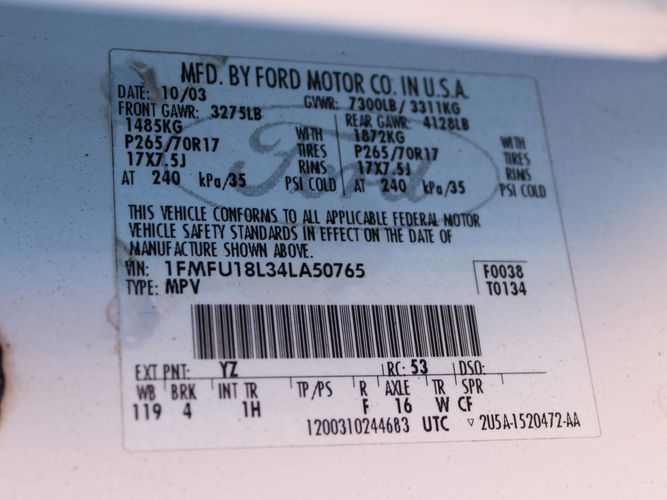 MFD. BY FORD MOTOR CO. IN U.S.A.
DATE: 10/03 GVWR: 7300LB / 3311KG
FRONT GAWR: 3275LB REAR GAWR: 4128LB
1485KG WITH 1872KG WITH
P265/70R17 TIRES P265/70R17 TIRES
17X7.5J RIMS 17X7.5J RIMS
AT 240 kPa/35 PSI COLD AT 240 kPa/35 PSI COLD
Ford
THIS VEHICLE CONFORMS TO ALL APPLICABLE FEDERAL MOTOR
VEHICLE SAFETY STANDARDS IN EFFECT ON THE DATE OF
MANUFACTURE SHOWN ABOVE.
VIN: 1FMFU18L34LA50765 F0038
TYPE: MPV T0134
EXT PNT: YZ RC: 53 DSO:
WB BRK INT TR TP/PS R AXLE TR SPR
119 4 1H F 16 W CF
1200310244683 UTC ▽ 2U5A-1520472-AA